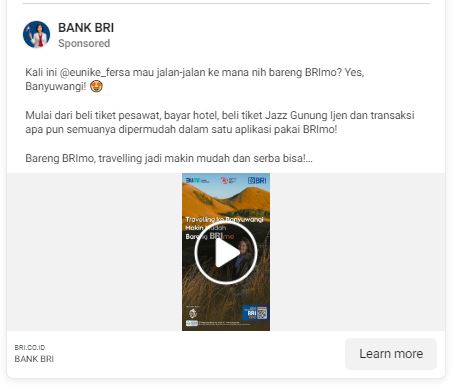 BANK BRI
Sponsored
Kali ini @eunike_fersa mau jalan-jalan ke mana nih bareng BRImo? Yes,
Banyuwangi! 🤩
Mulai dari beli tiket pesawat, bayar hotel, beli tiket Jazz Gunung Ijen dan transaksi
apa pun semuanya dipermudah dalam satu aplikasi pakai BRImo!
Bareng BRImo, travelling jadi makin mudah dan serba bisa!...
BRI
Travelling ke Banyuwangi
Makin Mudah
Bareng BRImo
BRI
BRI.CO.ID
BANK BRI
Learn more